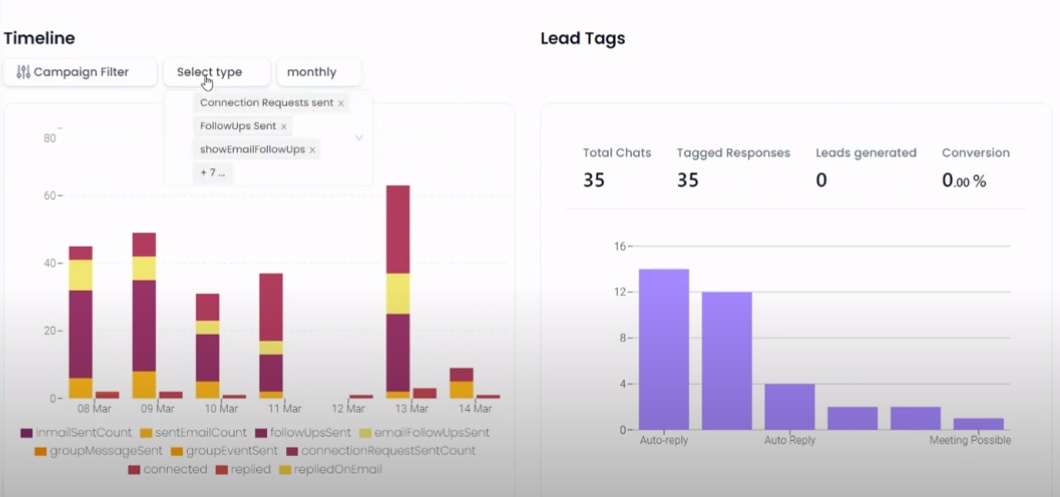 Timeline
Campaign Filter
Select type
monthly
Connection Requests sent ×
FollowUps Sent ×
showEmailFollowUps ×
+ 7 ...
80
60
40
20
0
08 Mar 09 Mar 10 Mar 11 Mar 12 Mar 13 Mar 14 Mar
inmailSentCount sentEmailCount followUpsSent emailFollowUpsSent
groupMessageSent groupEventSent connectionRequestSentCount
connected replied repliedOnEmail
Lead Tags
Total Chats Tagged Responses Leads generated Conversion
35 35 0 0.00 %
16
12
8
4
0
Auto-reply Auto Reply Meeting Possible